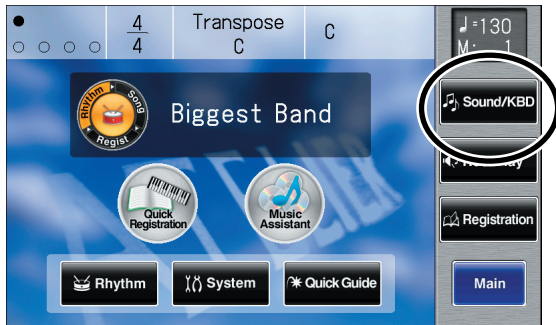 4
4
Transpose
C
C
♩=130
M: 1
Rhythm
Song
Regist
Biggest Band
Sound/KBD
Quick
Registration
Music
Assistant
Registration
Rhythm
System
Quick Guide
Main
ATELIER